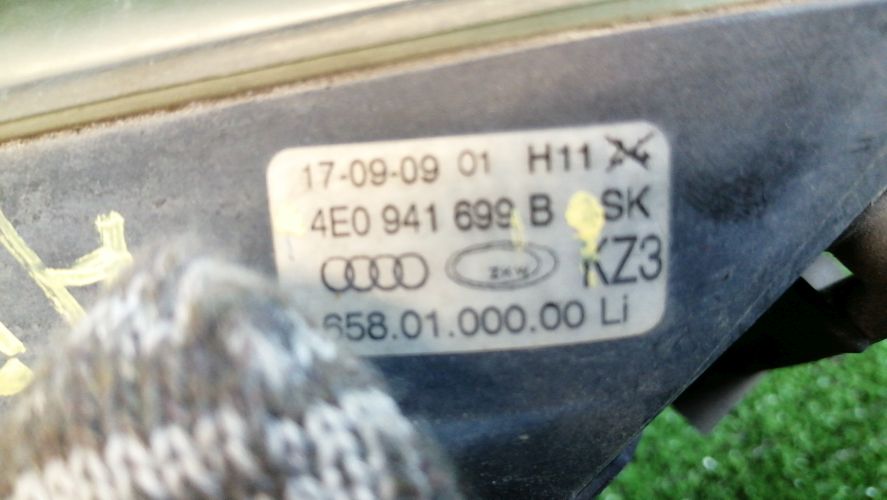 17-09-09 01 H11
4E0 941 699 B SK
ZKW KZ3
658.01.000.00 Li